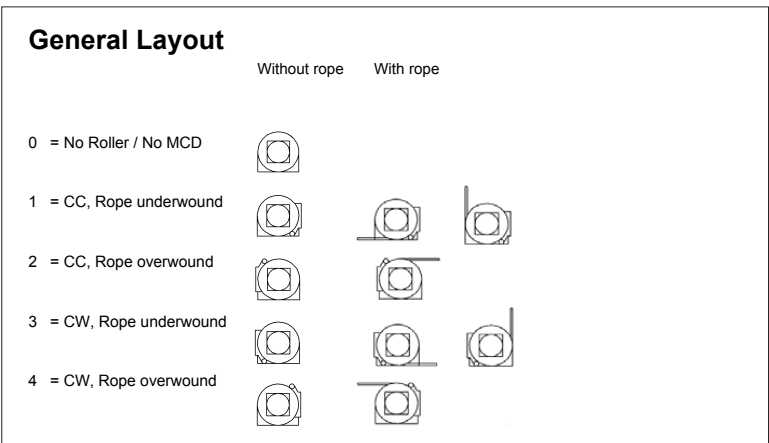 General Layout
Without rope With rope
0 = No Roller / No MCD
1 = CC, Rope underwound
2 = CC, Rope overwound
3 = CW, Rope underwound
4 = CW, Rope overwound